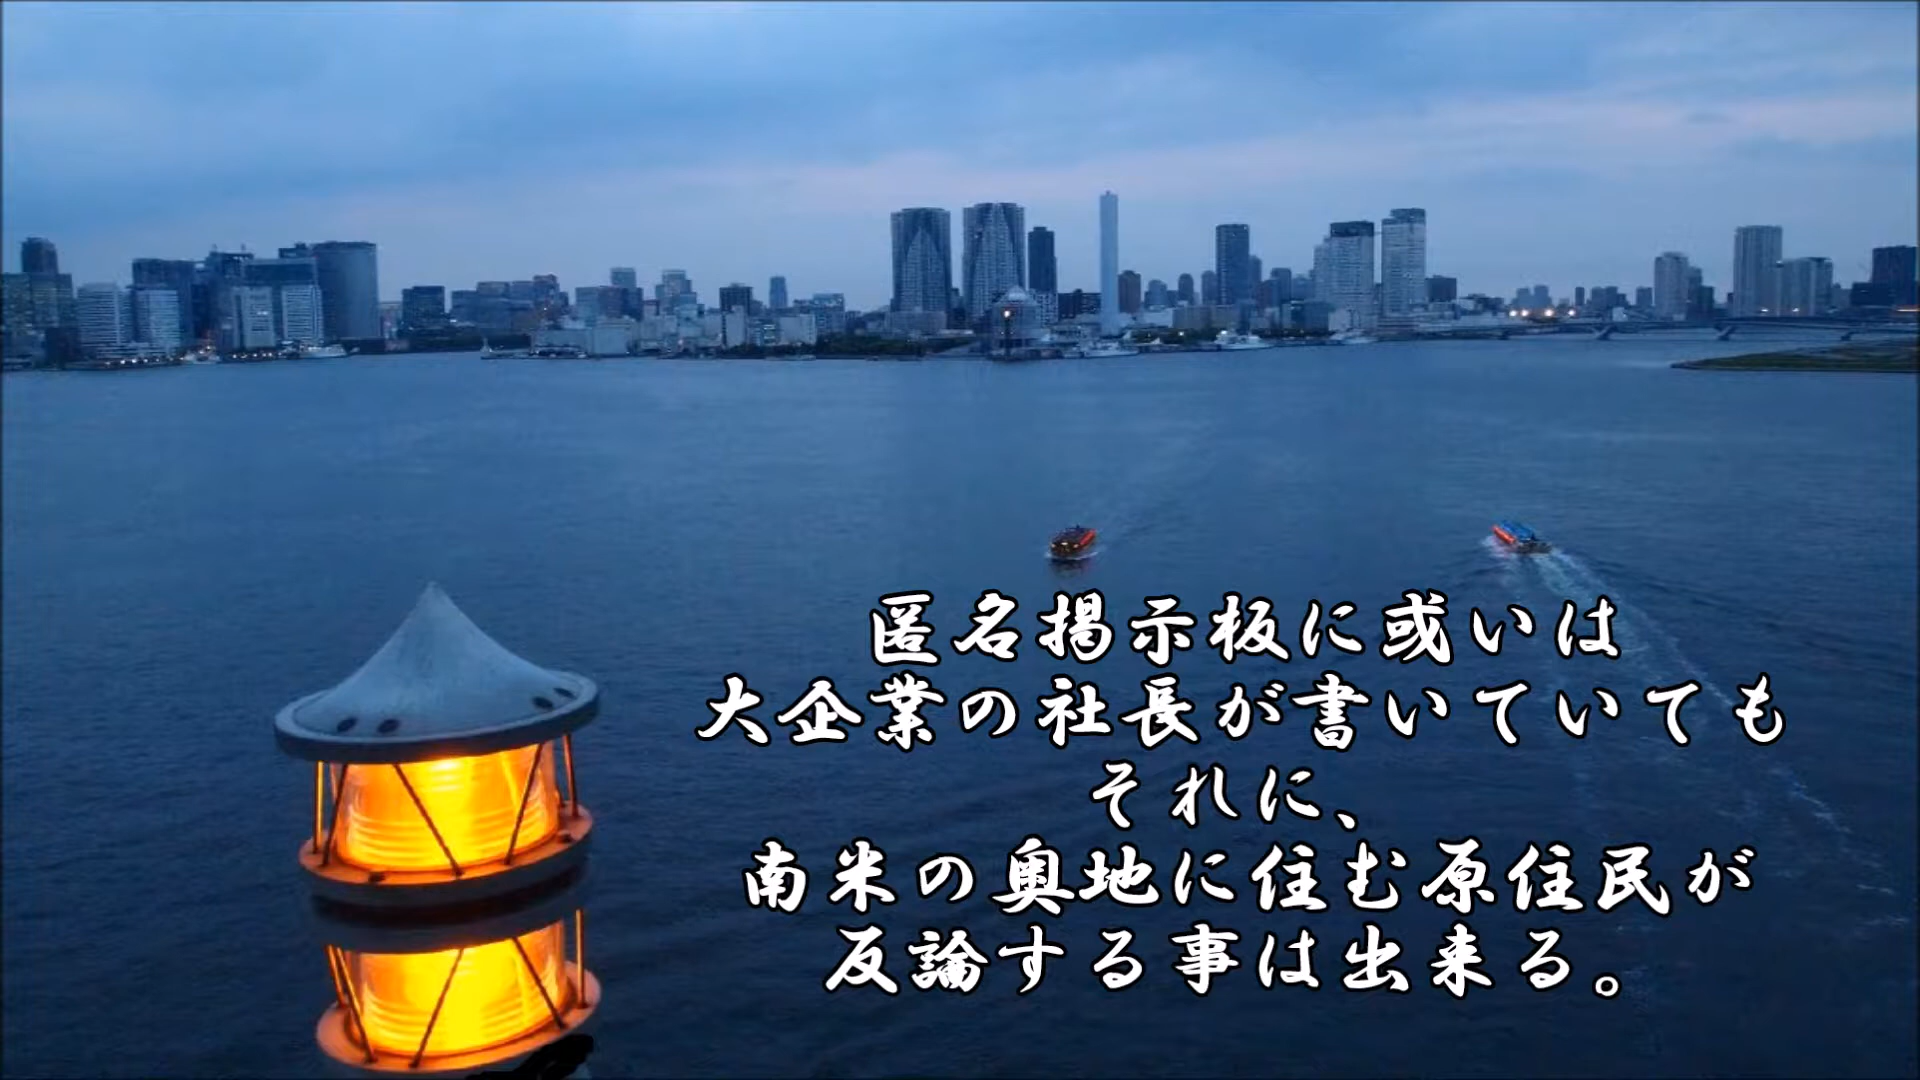 匿名掲示板に或いは
大企業の社長が書いていても
それに、
南米の奥地に住む原住民が
反論する事は出来る。